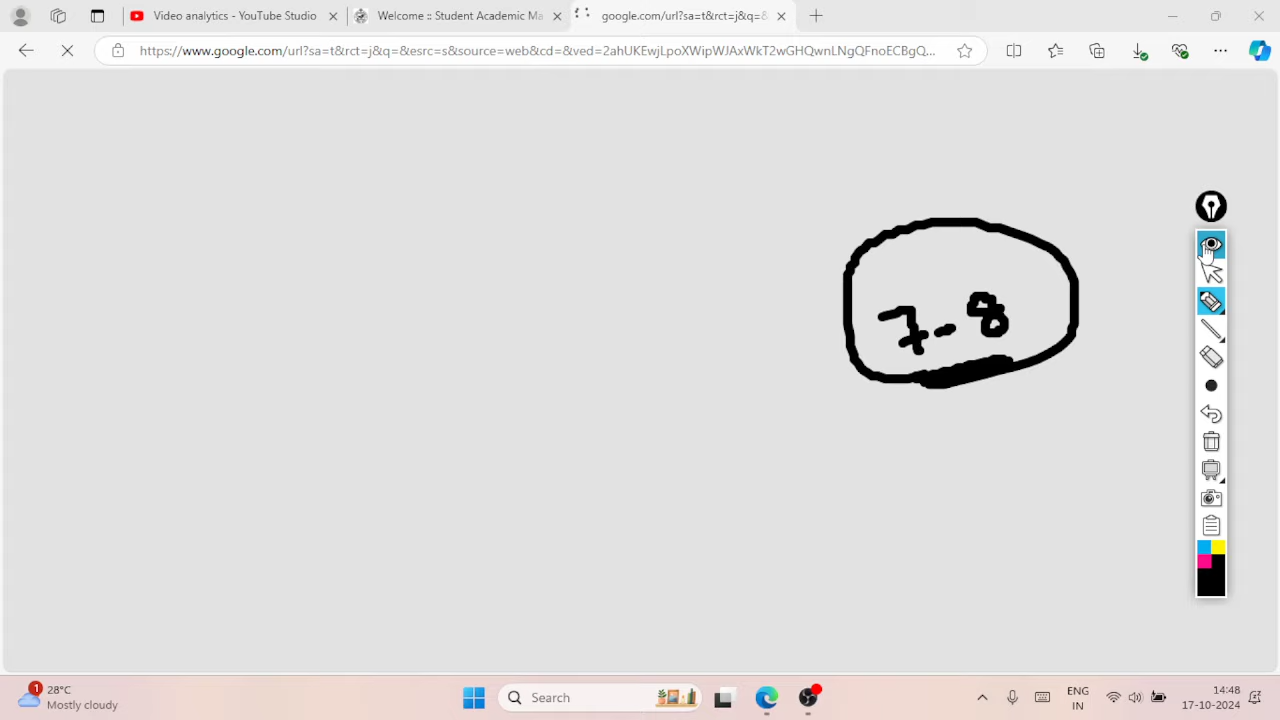 Video analytics - YouTube Studio
Welcome :: Student Academic Ma
google.com/url?sa=t&rct=j&q=&
https://www.google.com/url?sa=t&rct=j&q=&esrc=s&source=web&cd=&ved=2ahUKEwjLpoXWipWJAxWkT2wGHQwnLNgQFnoECBgQ...
7-8
1
28°C
Mostly cloudy
Search
ENG
IN
14:48
17-10-2024